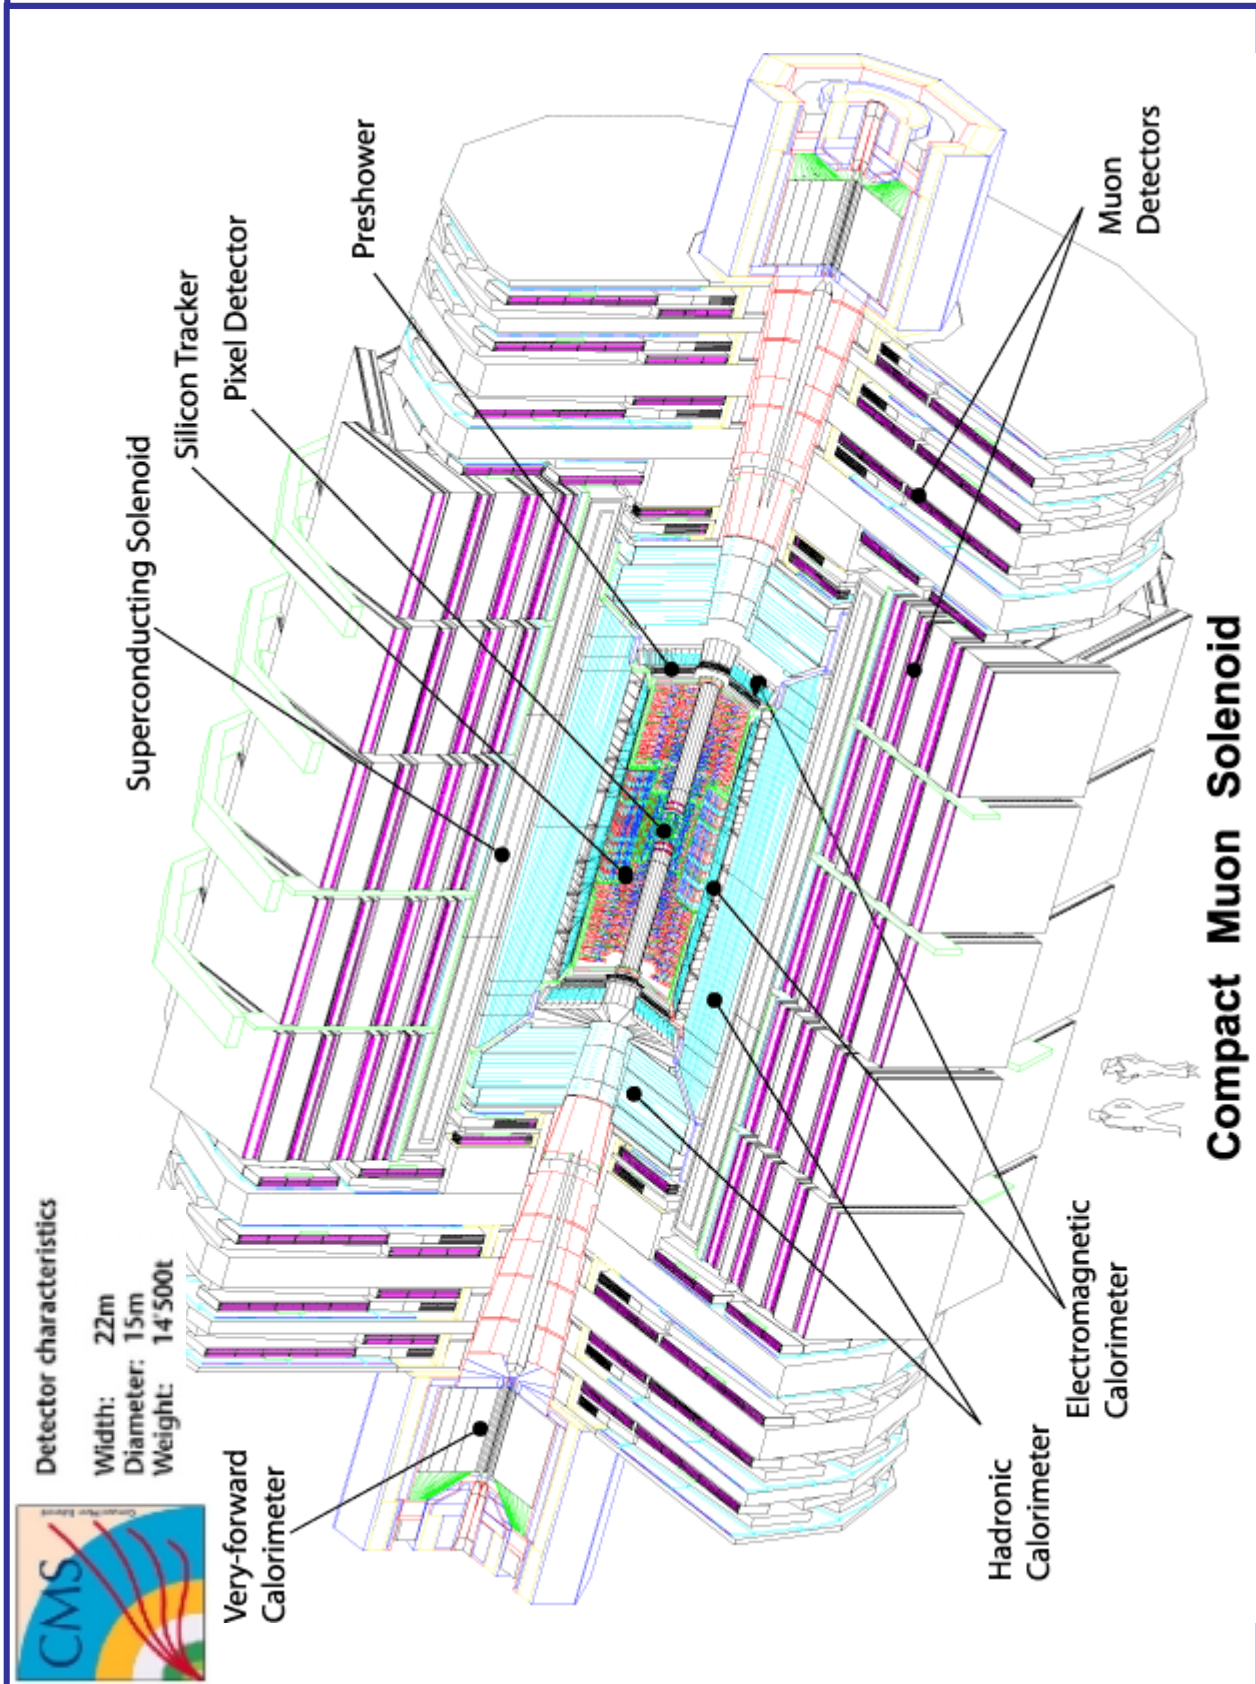 CMS
Detector characteristics
Width: 22m
Diameter: 15m
Weight: 14'500t
Superconducting Solenoid
Silicon Tracker
Pixel Detector
Preshower
Very-forward
Calorimeter
Hadronic
Calorimeter
Electromagnetic
Calorimeter
Muon
Detectors
Compact Muon Solenoid